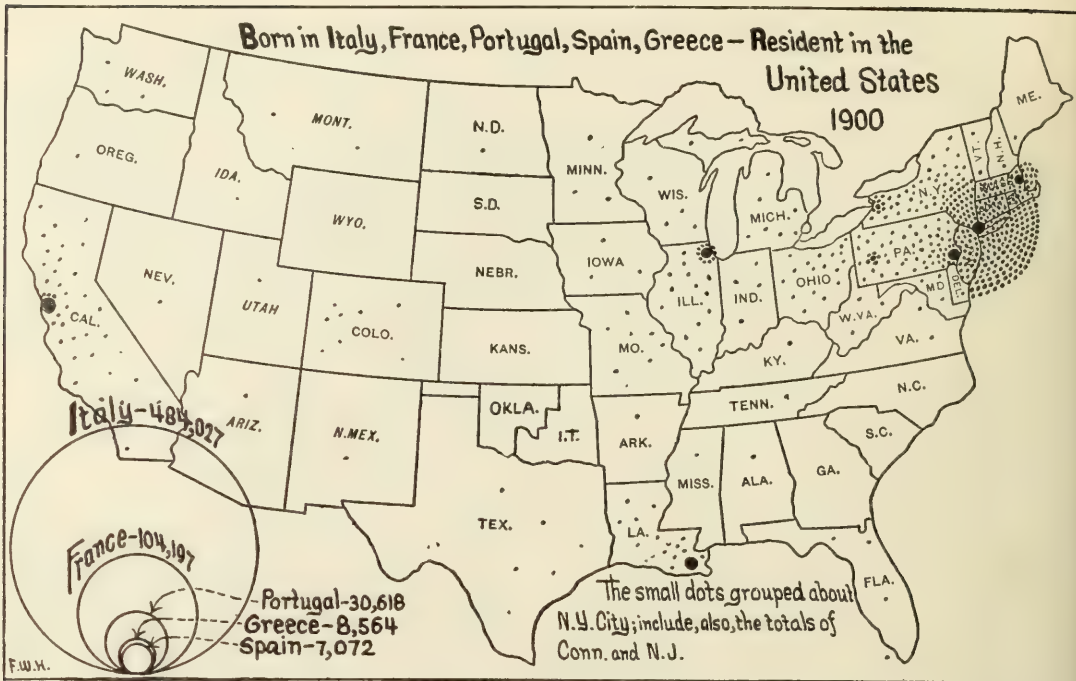 Born in Italy, France, Portugal, Spain, Greece – Resident in the
United States
1900
WASH.
MONT.
N.D.
MINN.
ME.
OREG.
IDA.
WIS.
MICH.
VT.
N.H.
N.Y.
S.D.
WYO.
IOWA
NEBR.
NEV.
UTAH
COLO.
CAL.
ILL.
IND.
OHIO
PA.
MD
DEL.
W.VA.
VA.
KANS.
MO.
KY.
N.C.
TENN.
S.C.
ARIZ.
N.MEX.
OKLA.
I.T.
ARK.
MISS.
ALA.
GA.
TEX.
LA.
FLA.
Italy-484,027
France-104,197
Portugal-30,618
Greece-8,564
Spain-7,072
The small dots grouped about
N.Y. City; include, also, the totals of
Conn. and N.J.
F.W.H.